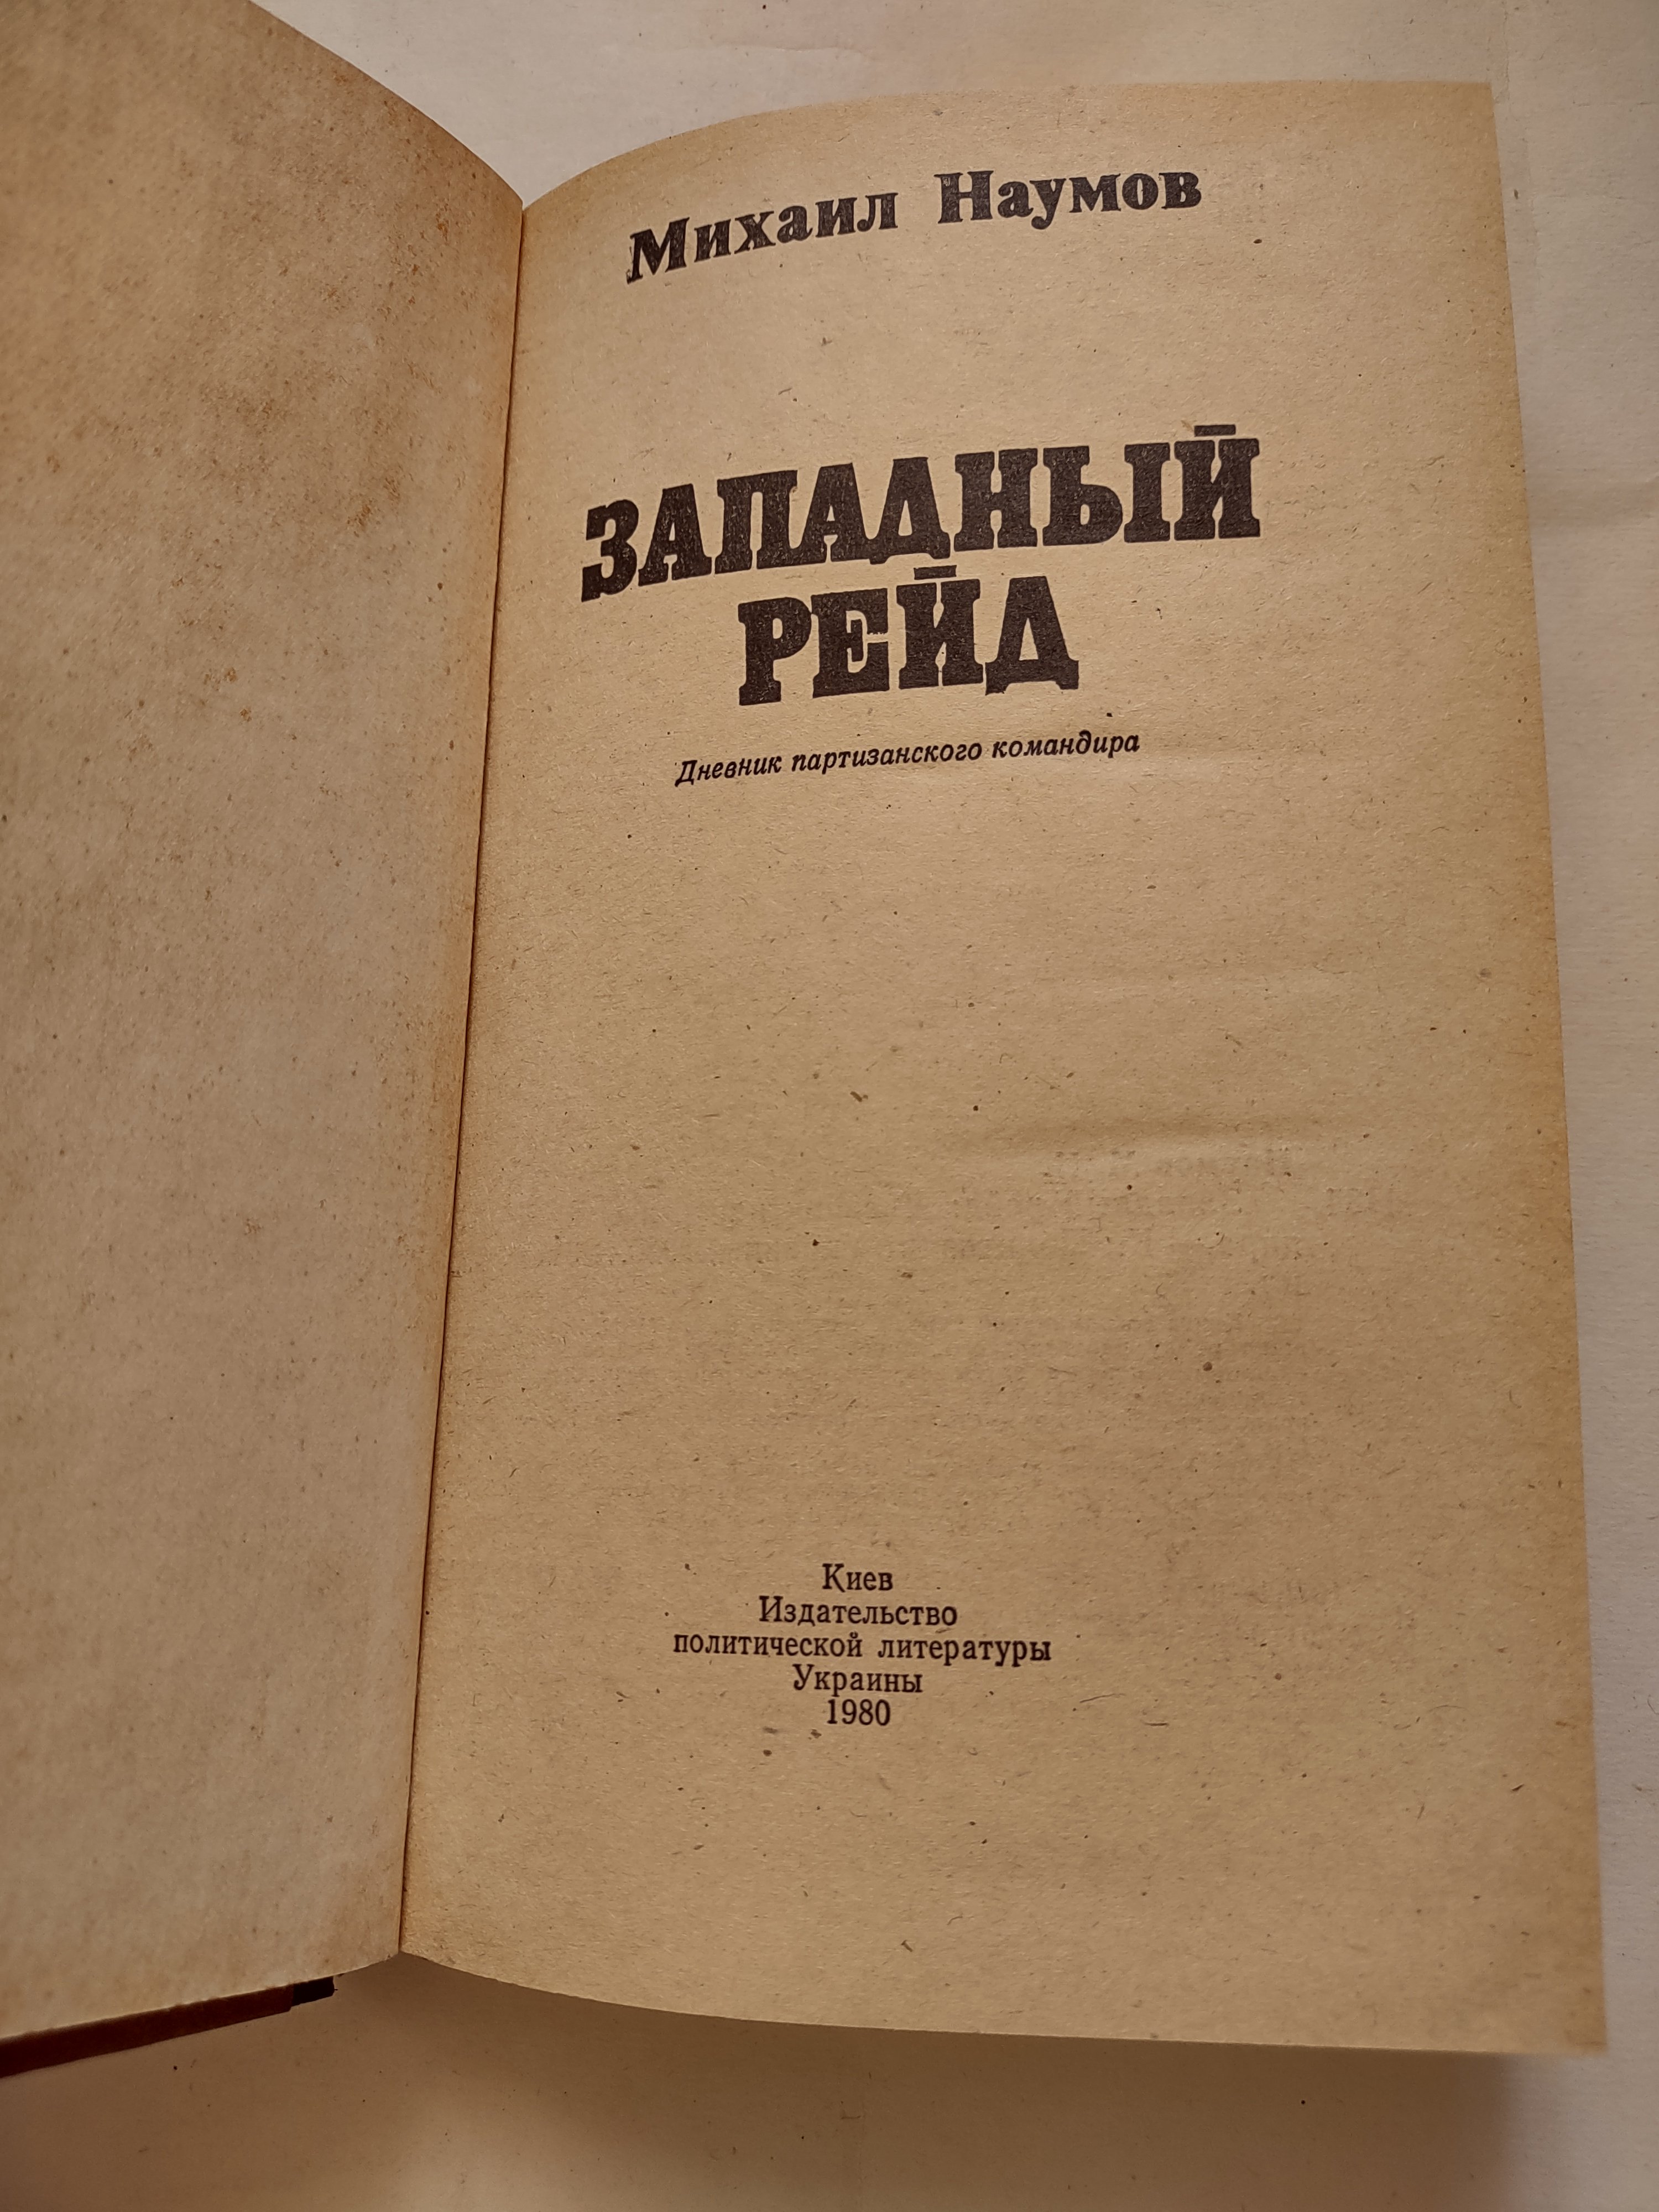 Михаил Наумов
ЗАПАДНЫЙ
РЕЙД
Дневник партизанского командира
Киев
Издательство
политической литературы
Украины
1980